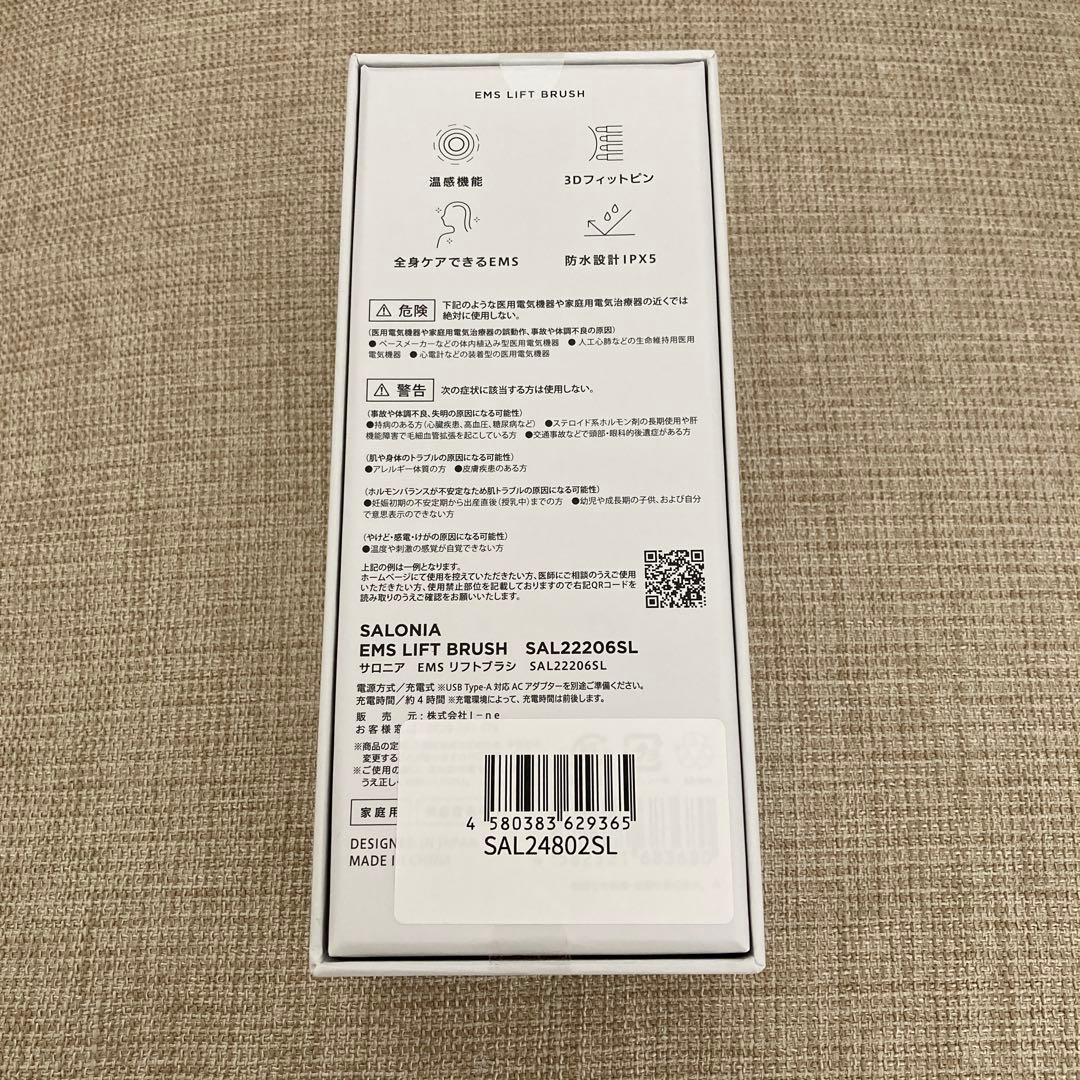 EMS LIFT BRUSH
温感機能
3Dフィットピン
全身ケアできるEMS
防水設計IPX5
⚠ 危険 下記のような医用電気機器や家庭用電気治療器の近くでは
絶対に使用しない。
(医用電気機器や家庭用電気治療器の誤動作、事故や体調不良の原因)
●ペースメーカーなどの体内植込み型医用電気機器 ●人工心肺などの生命維持用医用
電気機器 ●心電計などの装着型の医用電気機器
⚠ 警告 次の症状に該当する方は使用しない。
(事故や体調不良、失明の原因になる可能性)
●持病のある方(心臓疾患、高血圧、糖尿病など) ●ステロイド系ホルモン剤の長期使用や肝
機能障害で毛細血管拡張を起こしている方 ●交通事故などで頭部・眼科的後遺症がある方
(肌や身体のトラブルの原因になる可能性)
●アレルギー体質の方 ●皮膚疾患のある方
(ホルモンバランスが不安定なため肌トラブルの原因になる可能性)
●妊娠初期の不安定期から出産直後(授乳中)までの方 ●幼児や成長期の子供、および自分
で意思表示のできない方
(やけど・感電・けがの原因になる可能性)
●温度や刺激の感覚が自覚できない方
上記の例は一例となります。
ホームページにて使用を控えていただきたい方、医師にご相談のうえご使用
いただきたい方、使用禁止部位を記載しておりますので右記QRコードを
読み取りのうえご確認をお願いいたします。
SALONIA
EMS LIFT BRUSH SAL22206SL
サロニア EMS リフトブラシ SAL22206SL
電源方式/充電式 ※USB Type-A 対応 AC アダプターを別途ご準備ください。
充電時間/約4時間 ※充電環境によって、充電時間は前後します。
販売元:株式会社I-ne
お客様窓
※商品の定
変更する
※ご使用の
うえ正し
家庭用
DESIGNED IN JAPAN
MADE IN CHINA
4 580383 629365
SAL24802SL